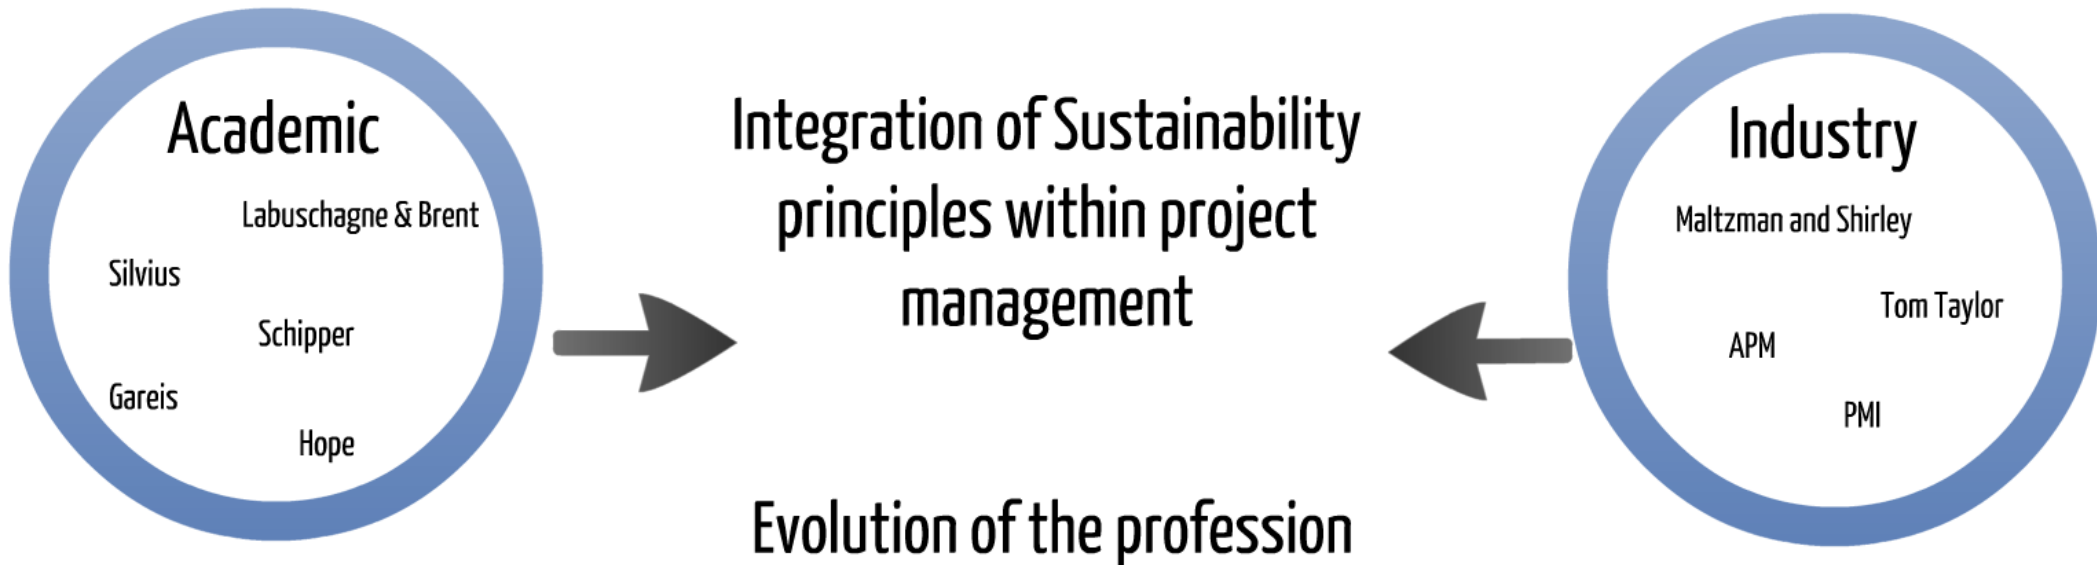 Academic
Labuschagne & Brent
Silvius
Schipper
Gareis
Hope
Integration of Sustainability
principles within project
management
Evolution of the profession
Industry
Maltzman and Shirley
Tom Taylor
APM
PMI